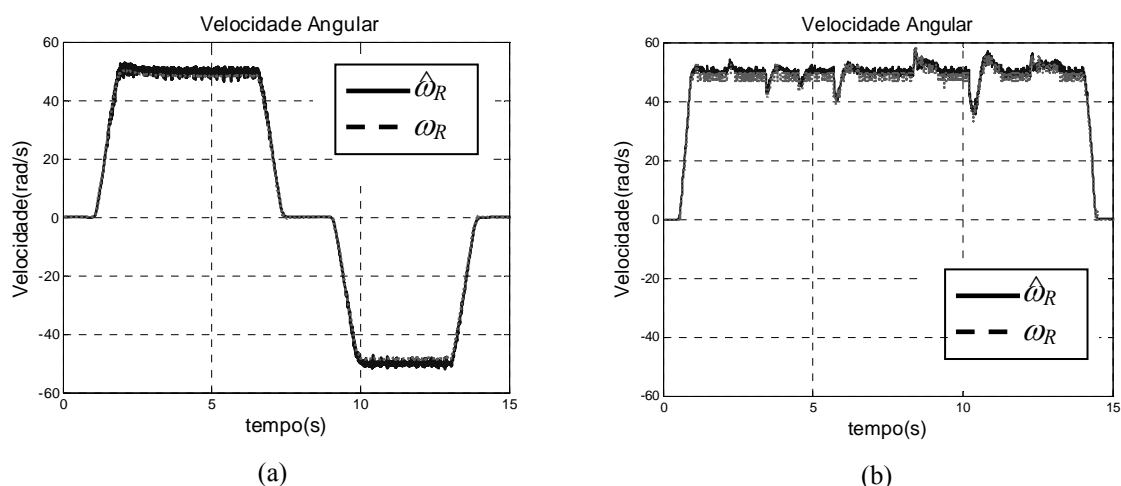 Velocidade Angular
Velocidade(rad/s)
60
40
20
0
-20
-40
-60
ω̂R
ωR
0
5
10
15
tempo(s)
(a)
Velocidade Angular
Velocidade(rad/s)
60
40
20
0
-20
-40
-60
ω̂R
ωR
0
5
10
15
tempo(s)
(b)